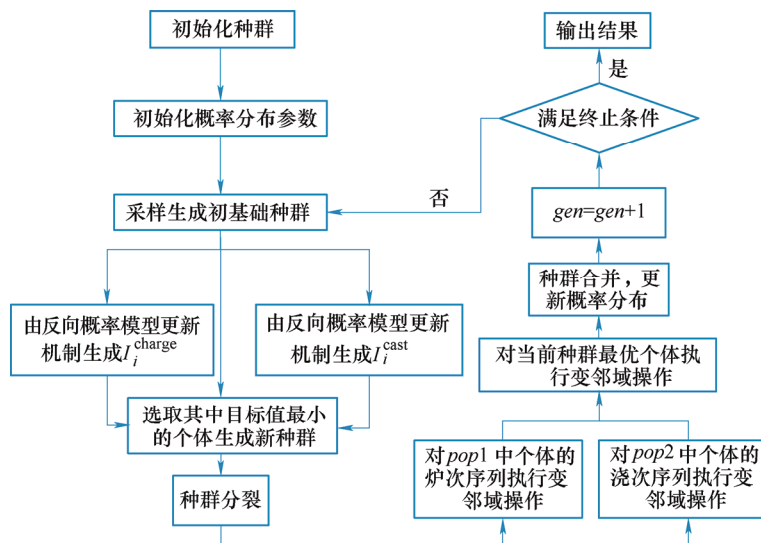 初始化种群
初始化概率分布参数
采样生成初基础种群
由反向概率模型更新
机制生成I_i^charge
由反向概率模型更新
机制生成I_i^cast
选取其中目标值最小
的个体生成新种群
种群分裂
对pop1中个体的
炉次序列执行变
邻域操作
对pop2中个体的
浇次序列执行变
邻域操作
对当前种群最优个体执
行变邻域操作
种群合并，更
新概率分布
gen=gen+1
满足终止条件
否
是
输出结果